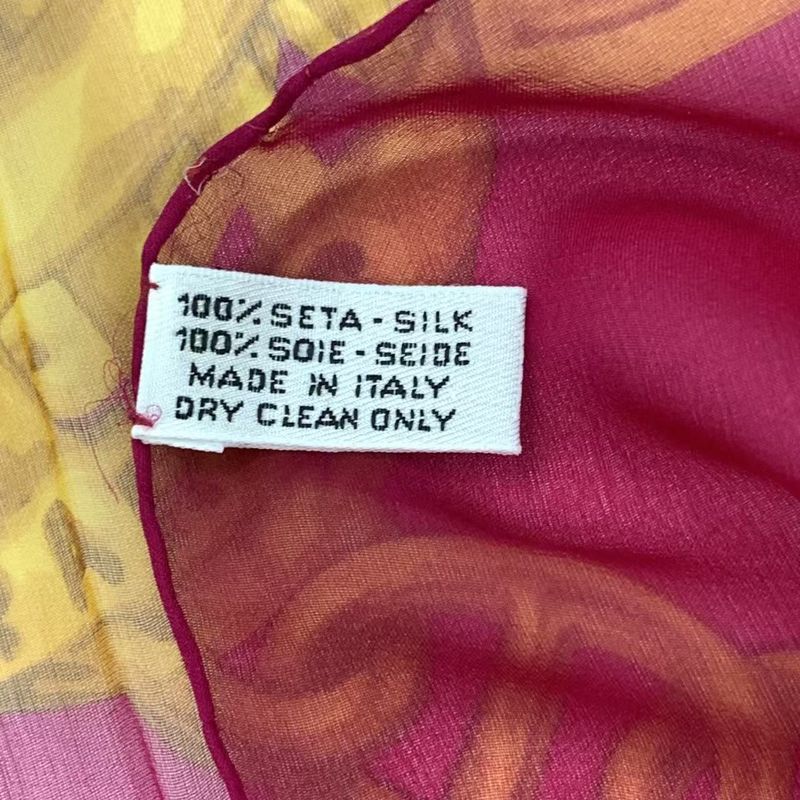 100% SETA - SILK
100% SOIE - SEIDE
MADE IN ITALY
DRY CLEAN ONLY